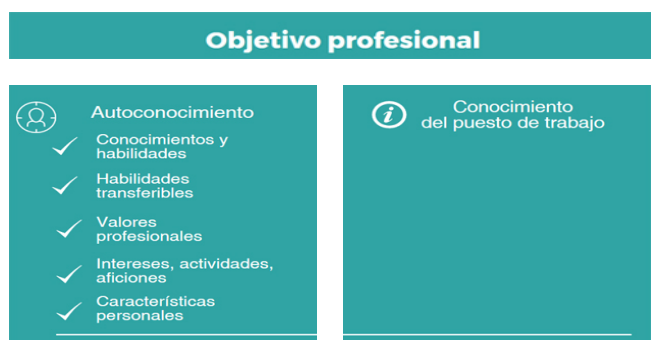 Objetivo profesional
Autoconocimiento
Conocimientos y
habilidades
Habilidades
transferibles
Valores
profesionales
Intereses, actividades,
aficiones
Características
personales
Conocimiento
del puesto de trabajo